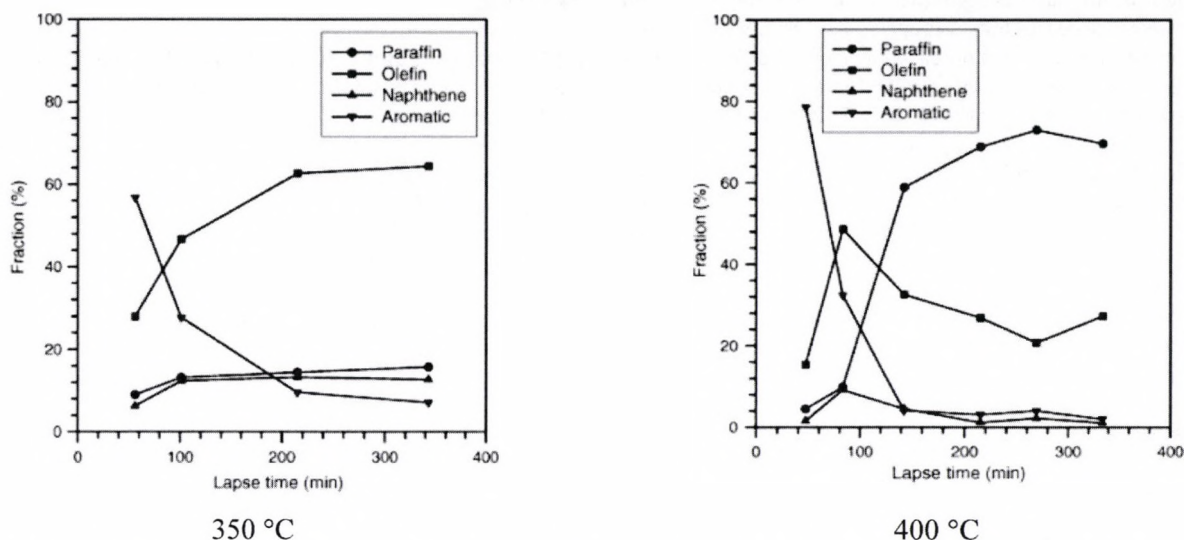 100
80
60
40
20
0
Fraction (%)
Paraffin
Olefin
Naphthene
Aromatic
0 100 200 300 400
Lapse time (min)
350 °C
100
80
60
40
20
0
Fraction (%)
Paraffin
Olefin
Naphthene
Aromatic
0 100 200 300 400
Lapse time (min)
400 °C